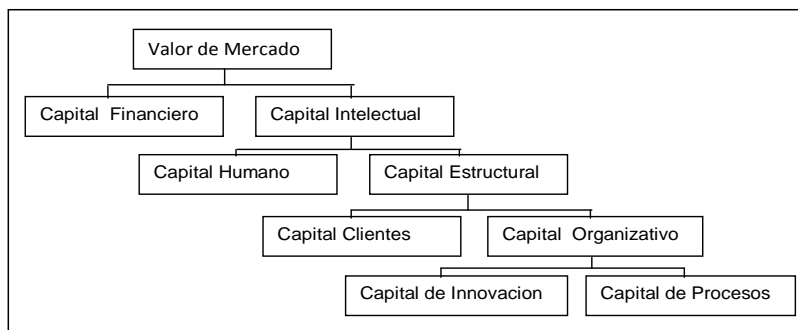 Valor de Mercado
Capital Financiero
Capital Intelectual
Capital Humano
Capital Estructural
Capital Clientes
Capital Organizativo
Capital de Innovacion
Capital de Procesos